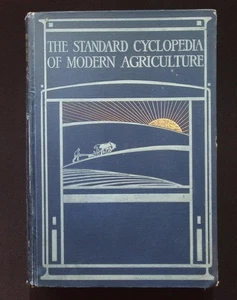 THE STANDARD CYCLOPEDIA
OF MODERN AGRICULTURE